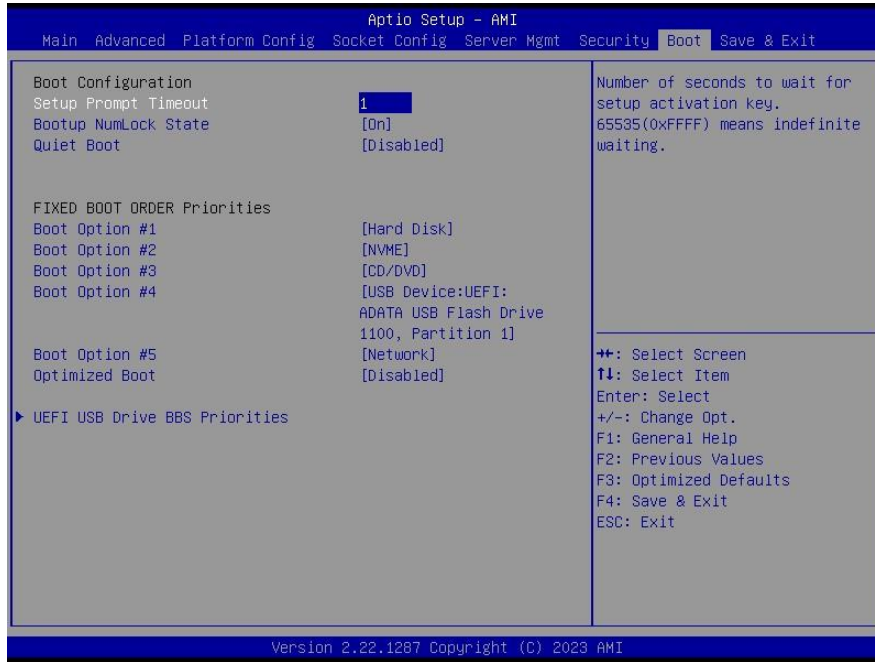 Aptio Setup - AMI
Main Advanced Platform Config Socket Config Server Mgmt Security Boot Save & Exit
Boot Configuration
Setup Prompt Timeout 1
Bootup NumLock State [On]
Quiet Boot [Disabled]
FIXED BOOT ORDER Priorities
Boot Option #1 [Hard Disk]
Boot Option #2 [NVME]
Boot Option #3 [CD/DVD]
Boot Option #4 [USB Device:UEFI:
ADATA USB Flash Drive
1100, Partition 1]
Boot Option #5 [Network]
Optimized Boot [Disabled]
UEFI USB Drive BBS Priorities
Number of seconds to wait for
setup activation key.
65535(0xFFFF) means indefinite
waiting.
→←: Select Screen
↑↓: Select Item
Enter: Select
+/-: Change Opt.
F1: General Help
F2: Previous Values
F3: Optimized Defaults
F4: Save & Exit
ESC: Exit
Version 2.22.1287 Copyright (C) 2023 AMI